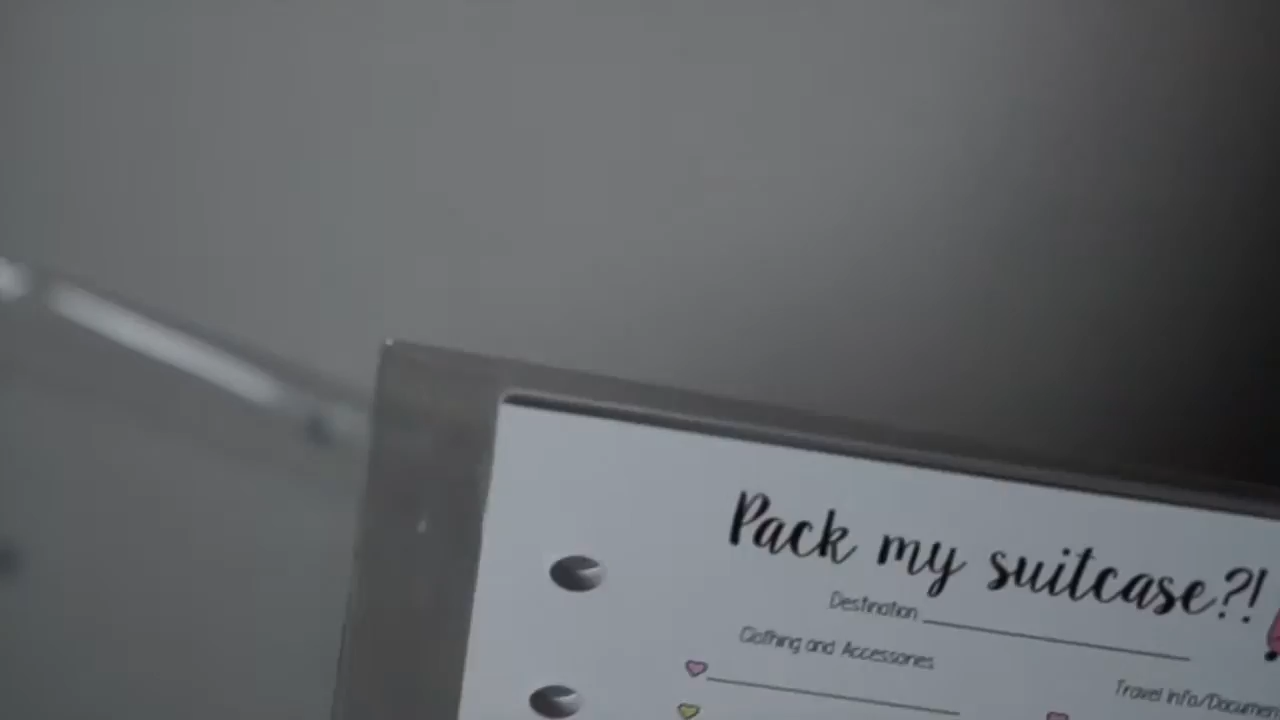 Pack my suitcase?!
Destination
Clothing and Accessories
Travel Info/Documen